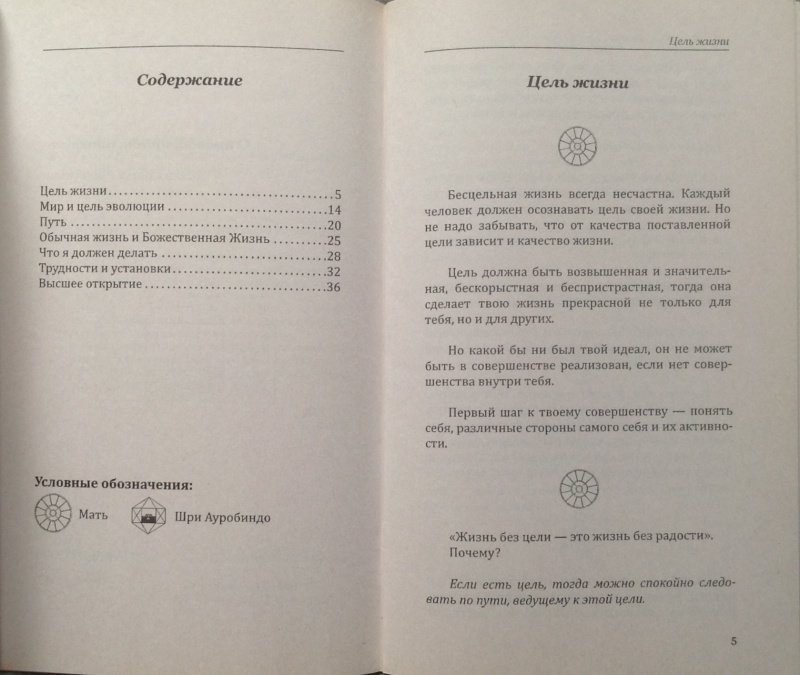 Содержание
Цель жизни.................................5
Мир и цель эволюции.......................14
Путь......................................20
Обычная жизнь и Божественная Жизнь........25
Что я должен делать.......................28
Трудности и установки.....................32
Высшее открытие...........................36
Условные обозначения:
Мать Шри Ауробиндо
Цель жизни
Цель жизни
Бесцельная жизнь всегда несчастна. Каждый
человек должен осознавать цель своей жизни. Но
не надо забывать, что от качества поставленной
цели зависит и качество жизни.
Цель должна быть возвышенная и значитель-
ная, бескорыстная и беспристрастная, тогда она
сделает твою жизнь прекрасной не только для
тебя, но и для других.
Но какой бы ни был твой идеал, он не может
быть в совершенстве реализован, если нет совер-
шенства внутри тебя.
Первый шаг к твоему совершенству — понять
себя, различные стороны самого себя и их активно-
сти.
«Жизнь без цели — это жизнь без радости».
Почему?
Если есть цель, тогда можно спокойно следо-
вать по пути, ведущему к этой цели.
5